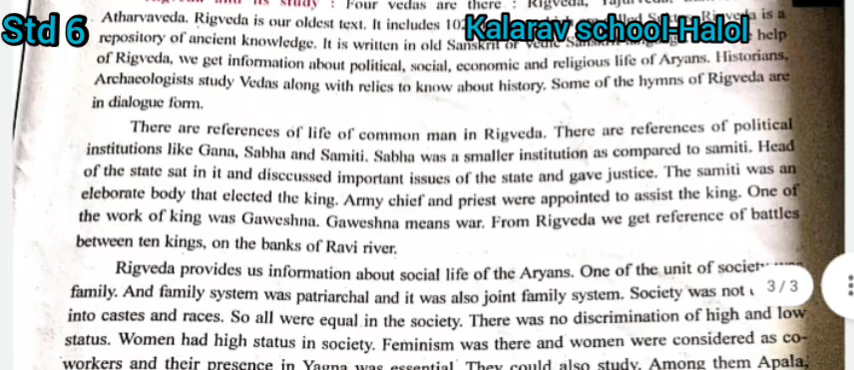 and its study : Four vedas are there : Rigveda,
Std 6
Kalarav school-Halol
Atharvaveda. Rigveda is our oldest text. It includes Rigveda is a
repository of ancient knowledge. It is written in old Sanskrit or help
of Rigveda, we get information about political, social, economic and religious life of Aryans. Historians,
Archaeologists study Vedas along with relics to know about history. Some of the hymns of Rigveda are
in dialogue form.
There are references of life of common man in Rigveda. There are references of political
institutions like Gana, Sabha and Samiti. Sabha was a smaller institution as compared to samiti. Head
of the state sat in it and disccussed important issues of the state and gave justice. The samiti was an
eleborate body that elected the king. Army chief and priest were appointed to assist the king. One of
the work of king was Gaweshna. Gaweshna means war. From Rigveda we get reference of battles
between ten kings, on the banks of Ravi river.
Rigveda provides us information about social life of the Aryans. One of the unit of society
family. And family system was patriarchal and it was also joint family system. Society was not
3 / 3
into castes and races. So all were equal in the society. There was no discrimination of high and low
status. Women had high status in society. Feminism was there and women were considered as co-
workers and their presence in Yagna was essential. They could also study. Among them Apala,